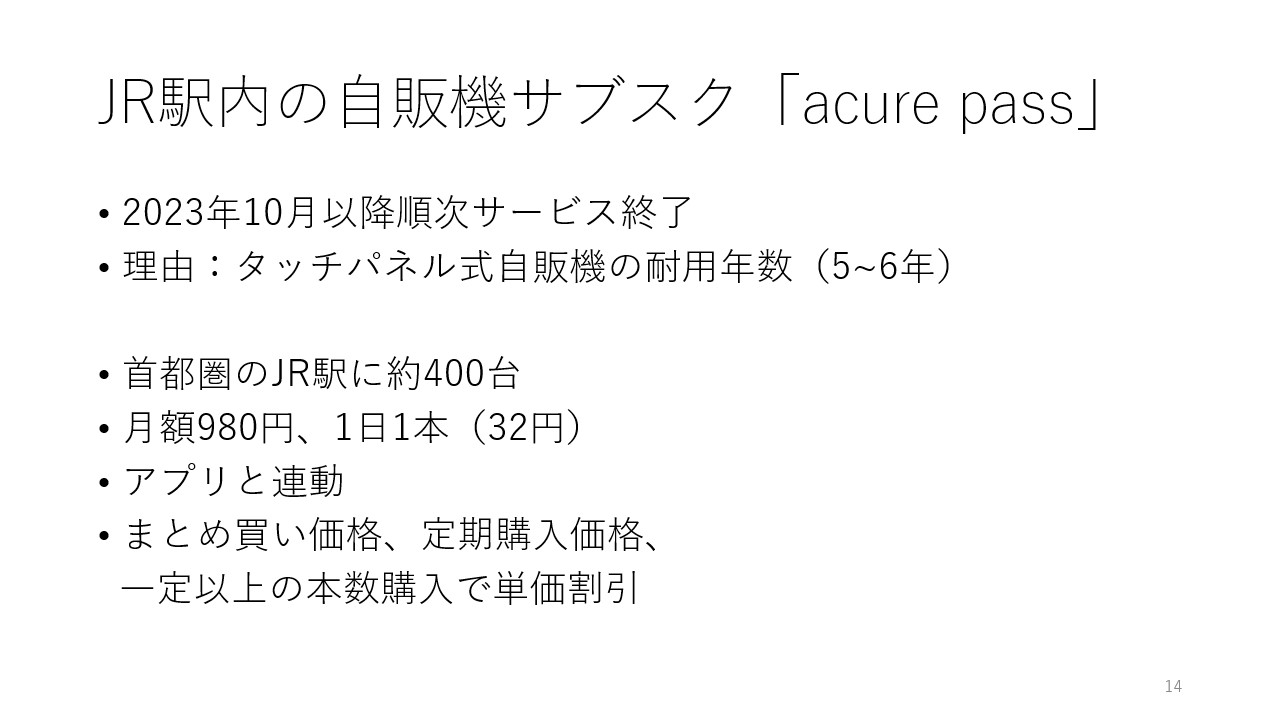 JR駅内の自販機サブスク「acure pass」
• 2023年10月以降順次サービス終了
• 理由：タッチパネル式自販機の耐用年数（5~6年）
• 首都圏のJR駅に約400台
• 月額980円、1日1本（32円）
• アプリと連動
• まとめ買い価格、定期購入価格、
一定以上の本数購入で単価割引
14